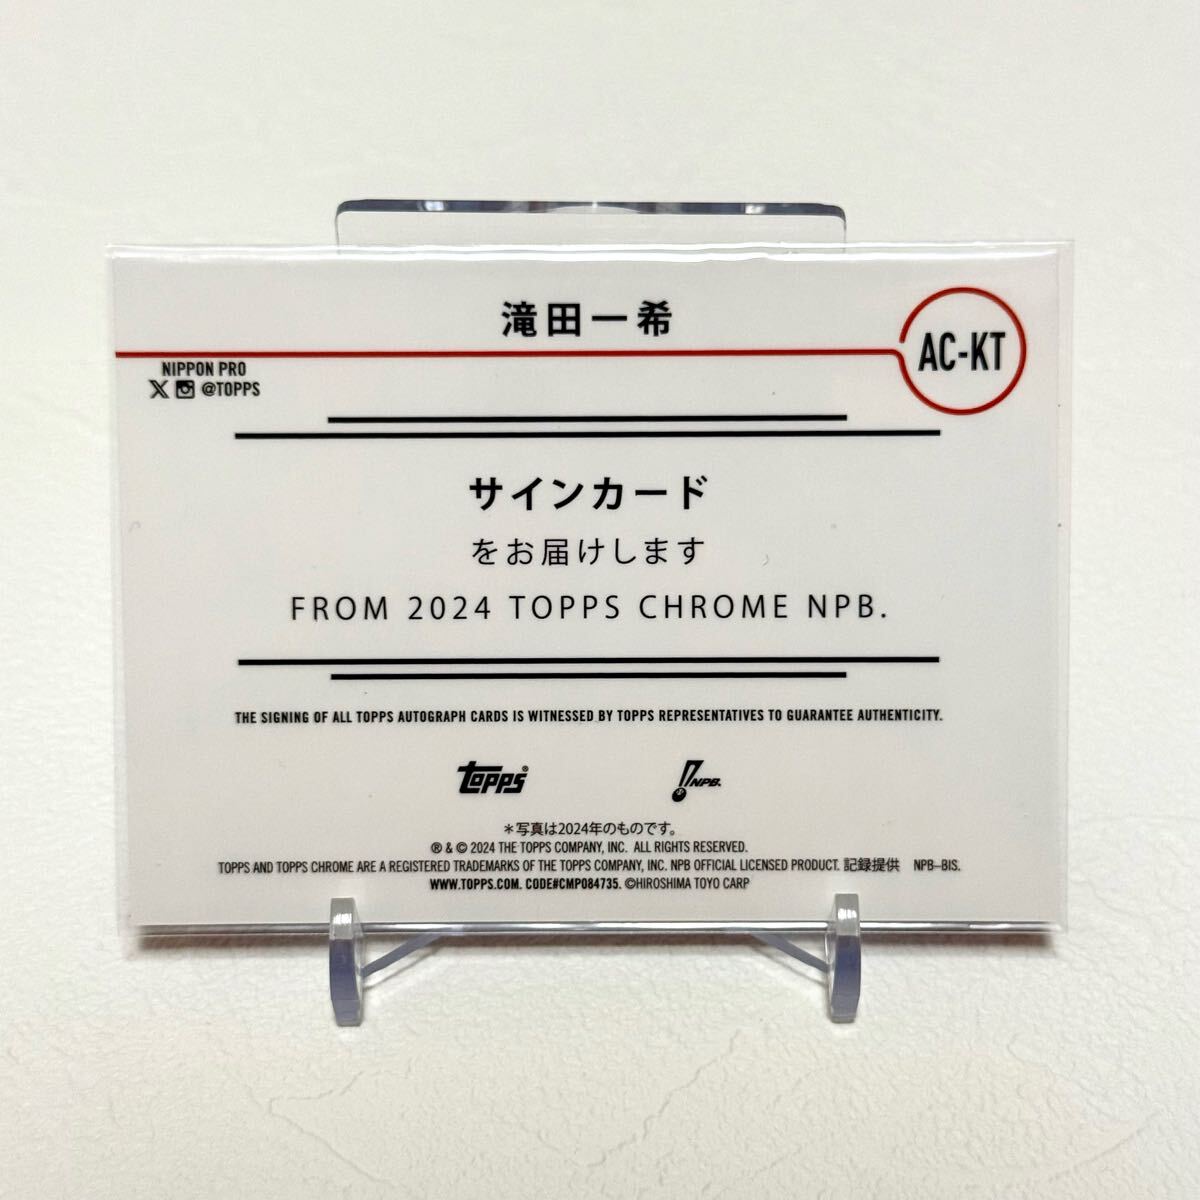 滝田一希
AC-KT
NIPPON PRO
X @TOPPS
サインカード
をお届けします
FROM 2024 TOPPS CHROME NPB.
THE SIGNING OF ALL TOPPS AUTOGRAPH CARDS IS WITNESSED BY TOPPS REPRESENTATIVES TO GUARANTEE AUTHENTICITY.
topps® NPB.
*写真は2024年のものです。
® & © 2024 THE TOPPS COMPANY, INC. ALL RIGHTS RESERVED.
TOPPS AND TOPPS CHROME ARE A REGISTERED TRADEMARKS OF THE TOPPS COMPANY, INC. NPB OFFICIAL LICENSED PRODUCT. 記録提供 NPB-BIS.
WWW.TOPPS.COM. CODE#CMP084735. ©HIROSHIMA TOYO CARP